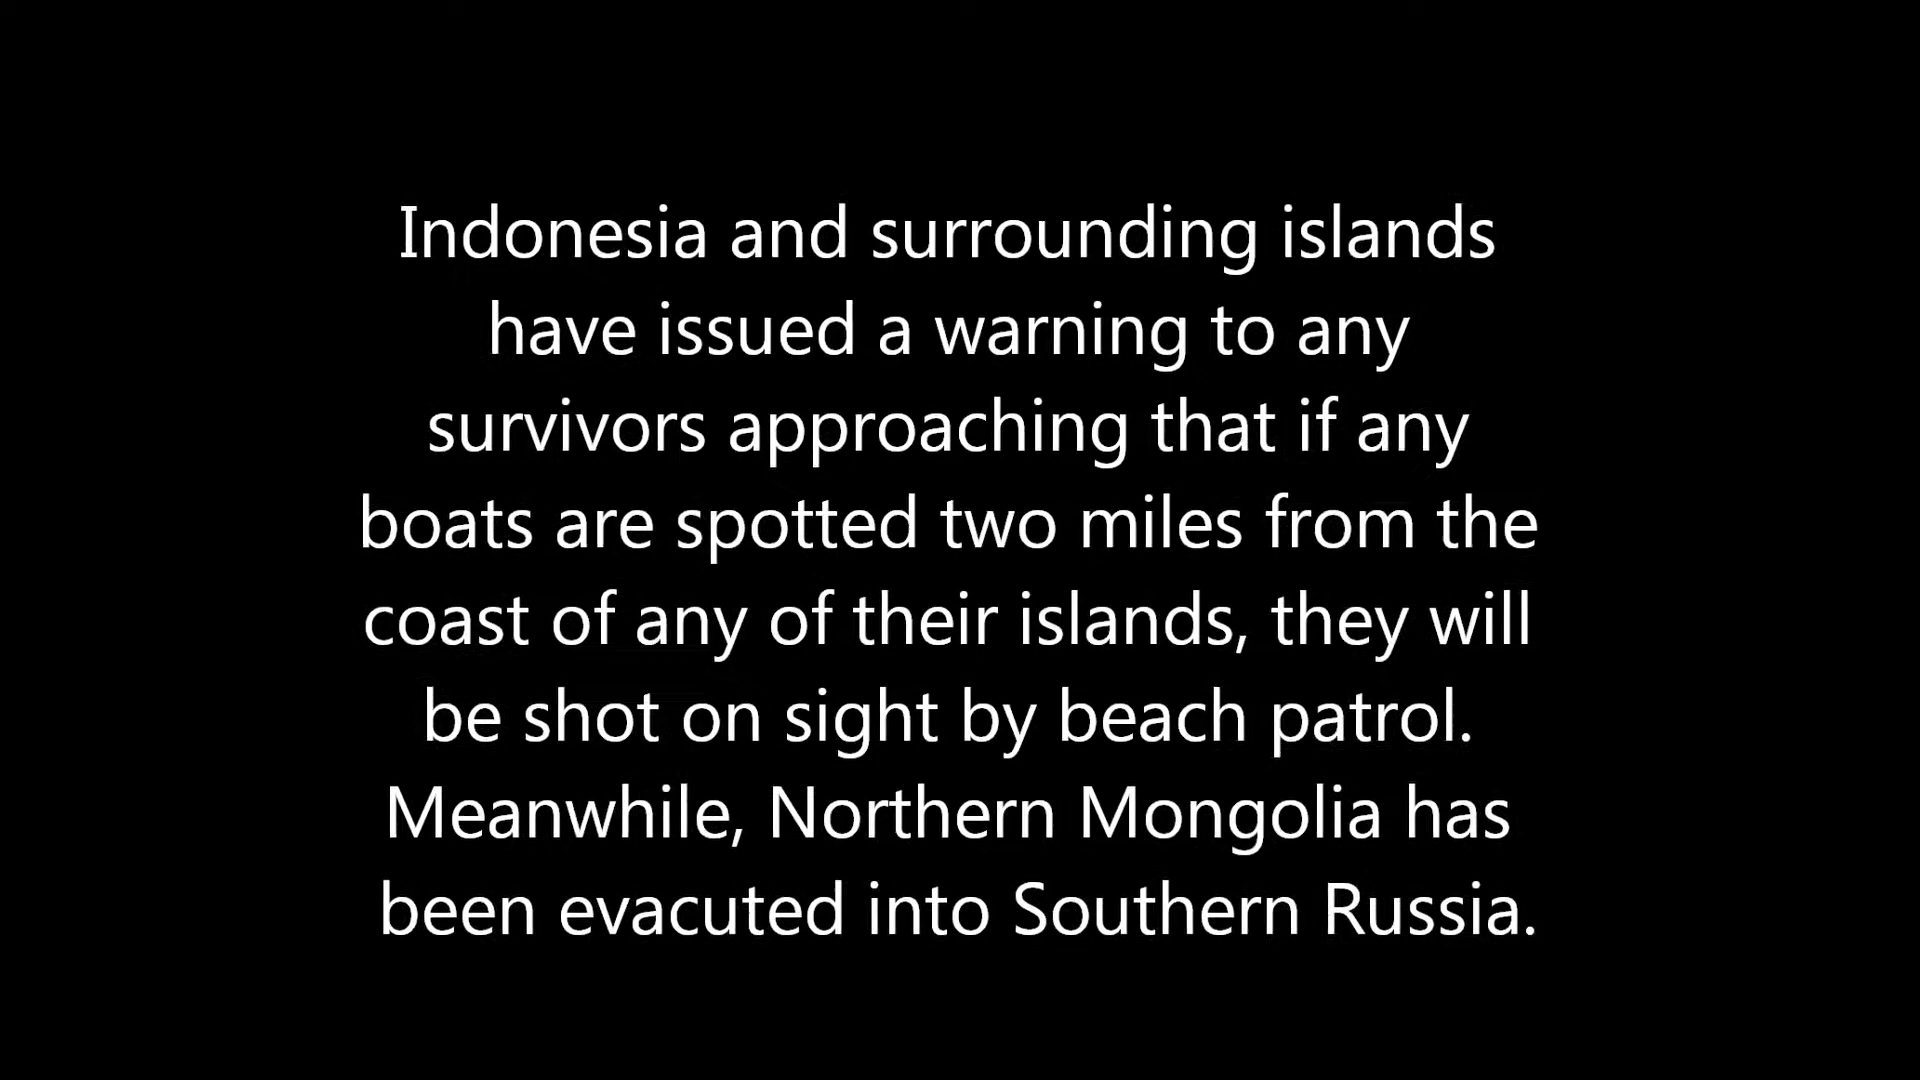 Indonesia and surrounding islands
have issued a warning to any
survivors approaching that if any
boats are spotted two miles from the
coast of any of their islands, they will
be shot on sight by beach patrol.
Meanwhile, Northern Mongolia has
been evacuted into Southern Russia.